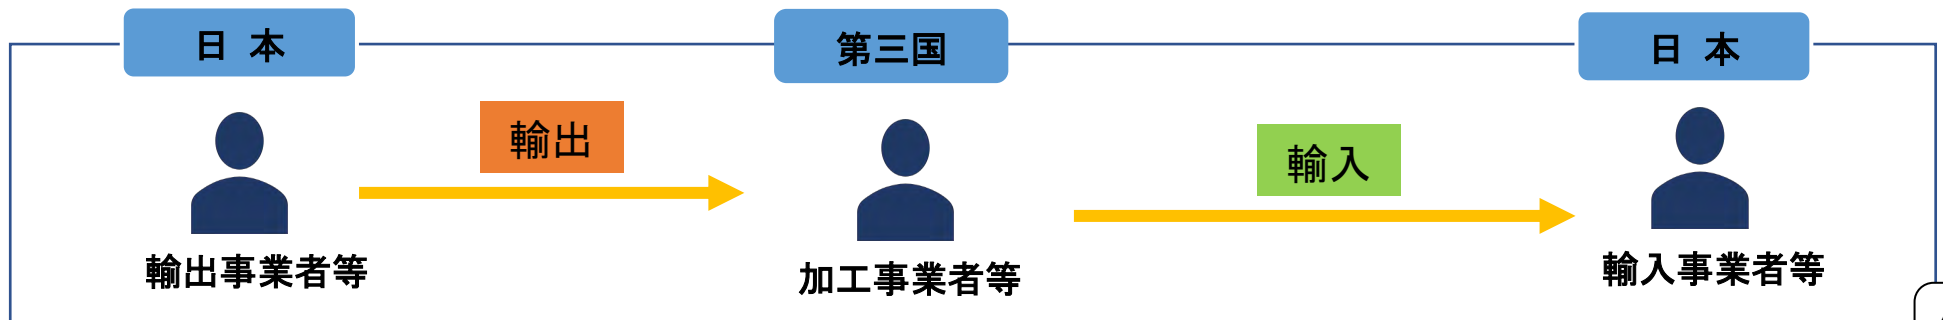 日 本
第三国
日 本
輸出
輸入
輸出事業者等
加工事業者等
輸入事業者等